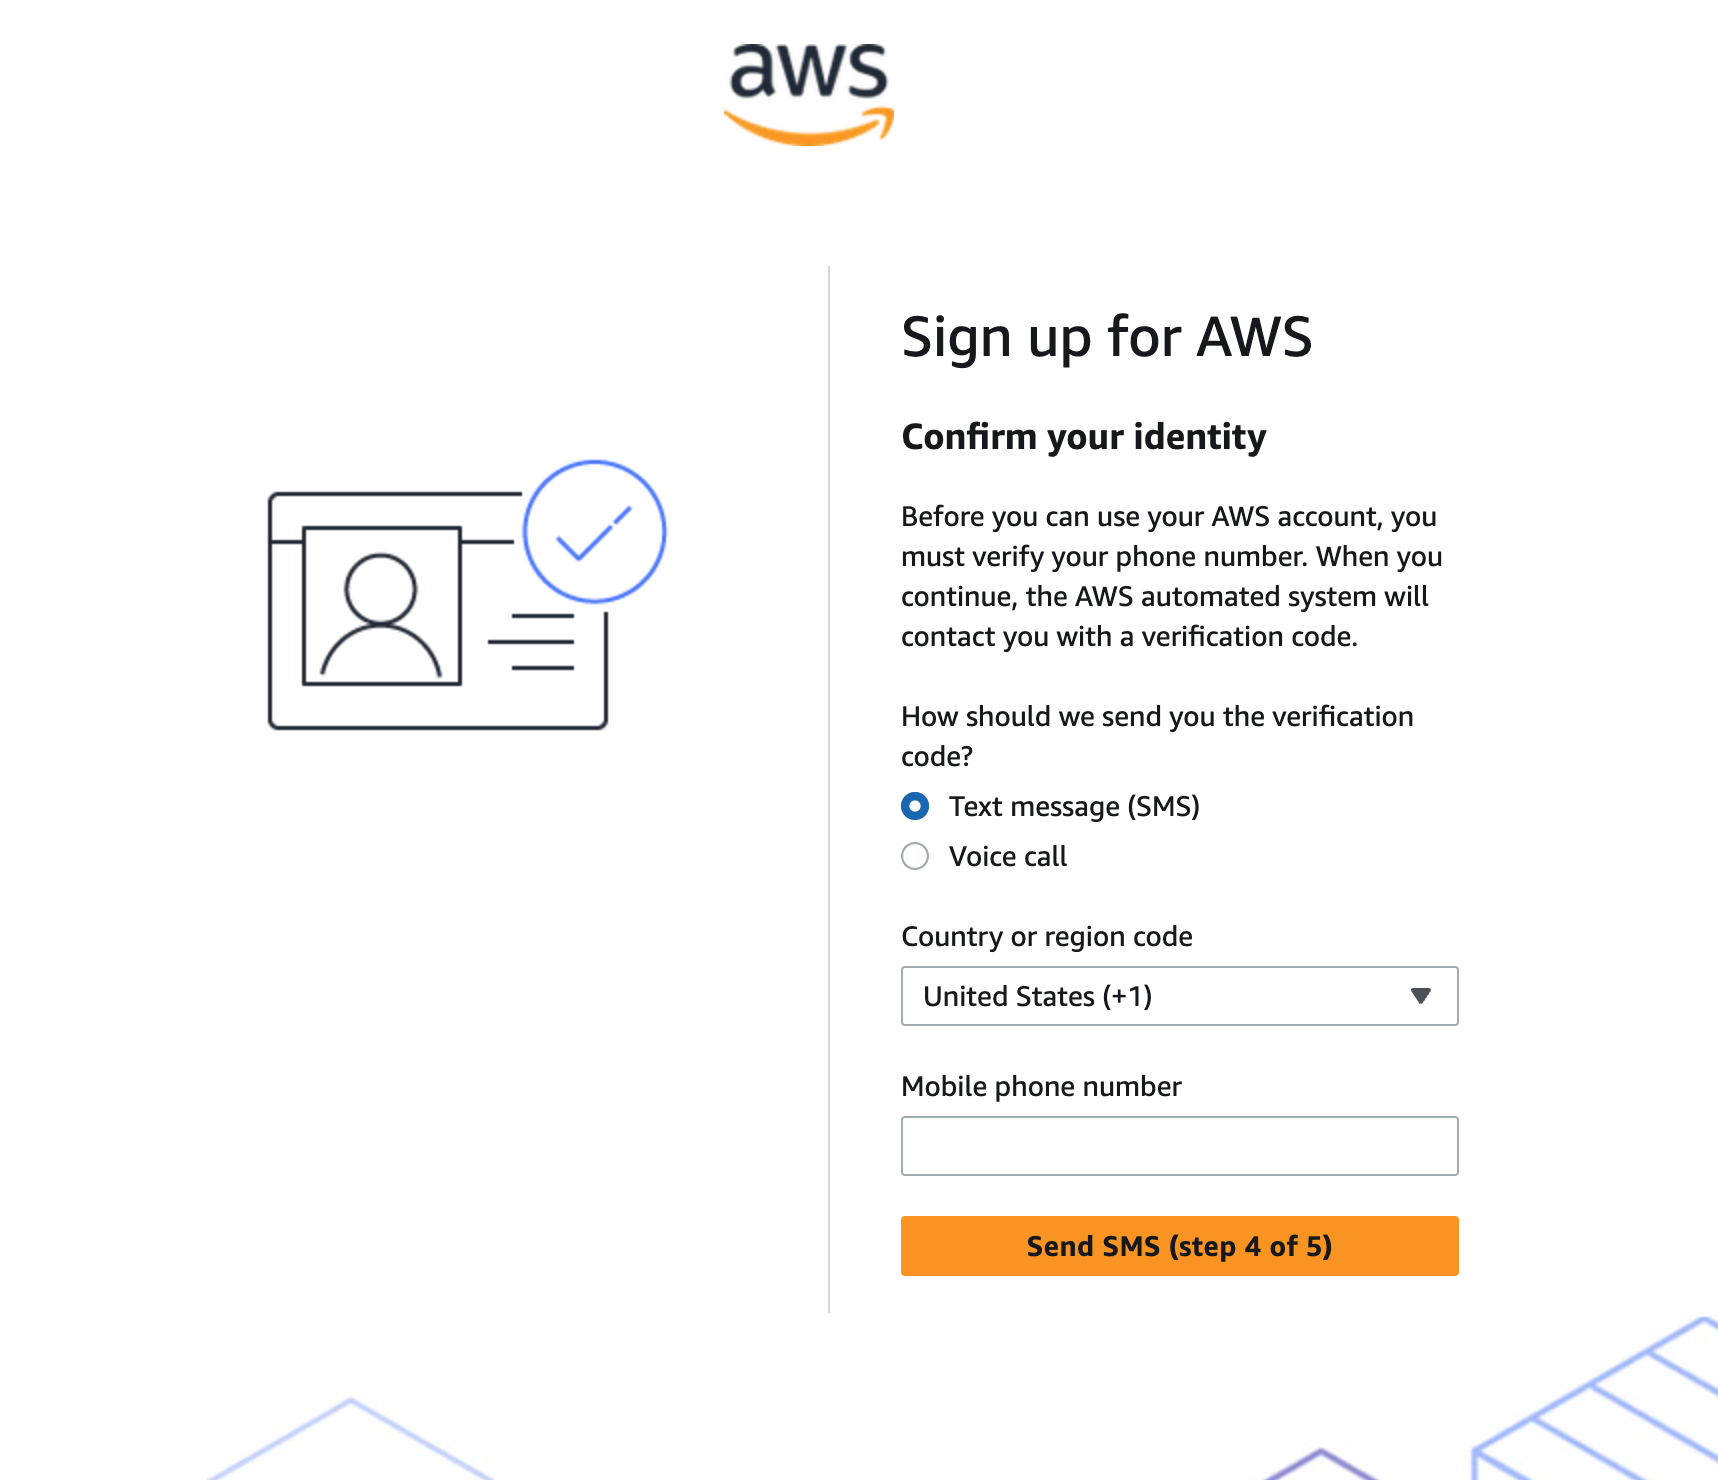 aws
Sign up for AWS
Confirm your identity
Before you can use your AWS account, you
must verify your phone number. When you
continue, the AWS automated system will
contact you with a verification code.
How should we send you the verification
code?
Text message (SMS)
Voice call
Country or region code
United States (+1)
Mobile phone number
Send SMS (step 4 of 5)